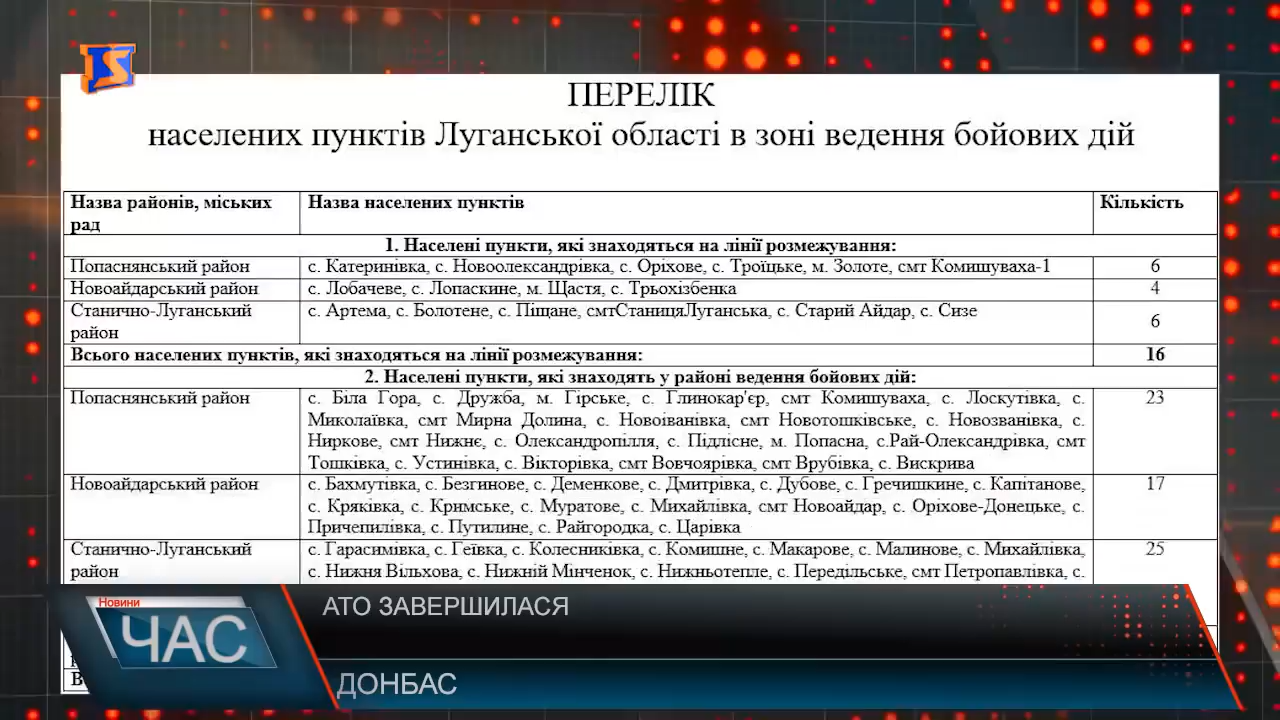 ПЕРЕЛІК
населених пунктів Луганської області в зоні ведення бойових дій
Назва районів, міських рад
Назва населених пунктів
Кількість
1. Населені пункти, які знаходяться на лінії розмежування:
Попаснянський район
с. Катеринівка, с. Новоолександрівка, с. Оріхове, с. Троїцьке, м. Золоте, смт Комишуваха-1
6
Новоайдарський район
с. Лобачеве, с. Лопаскине, м. Щастя, с. Трьохізбенка
4
Станично-Луганський район
с. Артема, с. Болотене, с. Піщане, смтСтаницяЛуганська, с. Старий Айдар, с. Сизе
6
Всього населених пунктів, які знаходяться на лінії розмежування:
16
2. Населені пункти, які знаходять у районі ведення бойових дій:
Попаснянський район
с. Біла Гора, с. Дружба, м. Гірське, с. Глинокар'єр, смт Комишуваха, с. Лоскутівка, с.
Миколаївка, смт Мирна Долина, с. Новоіванівка, смт Новотошківське, с. Новозванівка, с.
Ниркове, смт Нижнє, с. Олександропілля, с. Підлісне, м. Попасна, с.Рай-Олександрівка, смт
Тошківка, с. Устинівка, с. Вікторівка, смт Вовчоярівка, смт Врубівка, с. Вискрива
23
Новоайдарський район
с. Бахмутівка, с. Безгинове, с. Деменкове, с. Дмитрівка, с. Дубове, с. Гречишкине, с. Капітанове,
с. Кряківка, с. Кримське, с. Муратове, с. Михайлівка, смт Новоайдар, с. Оріхове-Донецьке, с.
Причепилівка, с. Путилине, с. Райгородка, с. Царівка
17
Станично-Луганський район
с. Гарасимівка, с. Геївка, с. Колесниківка, с. Комишне, с. Макарове, с. Малинове, с. Михайлівка,
с. Нижня Вільхова, с. Нижній Мінченок, с. Нижньотепле, с. Передільське, смт Петропавлівка, с.
25
Новини
ЧАС
АТО ЗАВЕРШИЛАСЯ
ДОНБАС